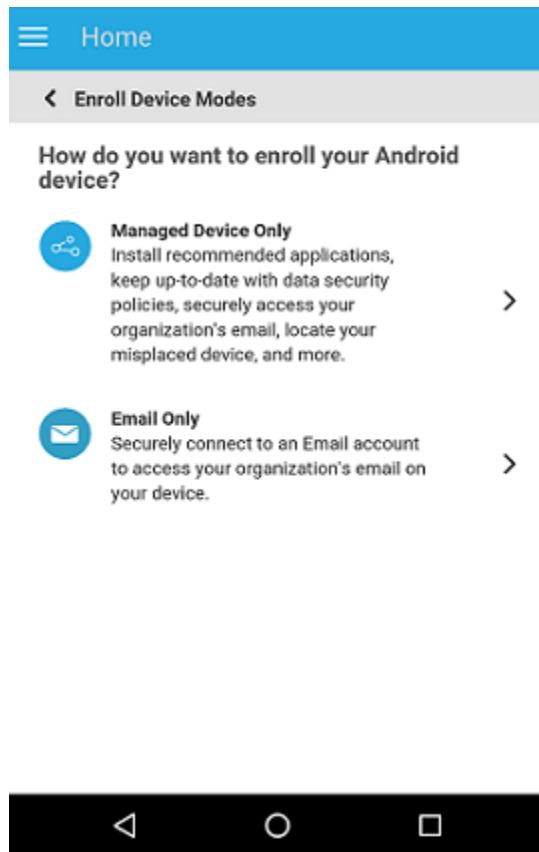 Home
Enroll Device Modes
How do you want to enroll your Android
device?
Managed Device Only
Install recommended applications,
keep up-to-date with data security
policies, securely access your
organization's email, locate your
misplaced device, and more.
Email Only
Securely connect to an Email account
to access your organization's email on
your device.